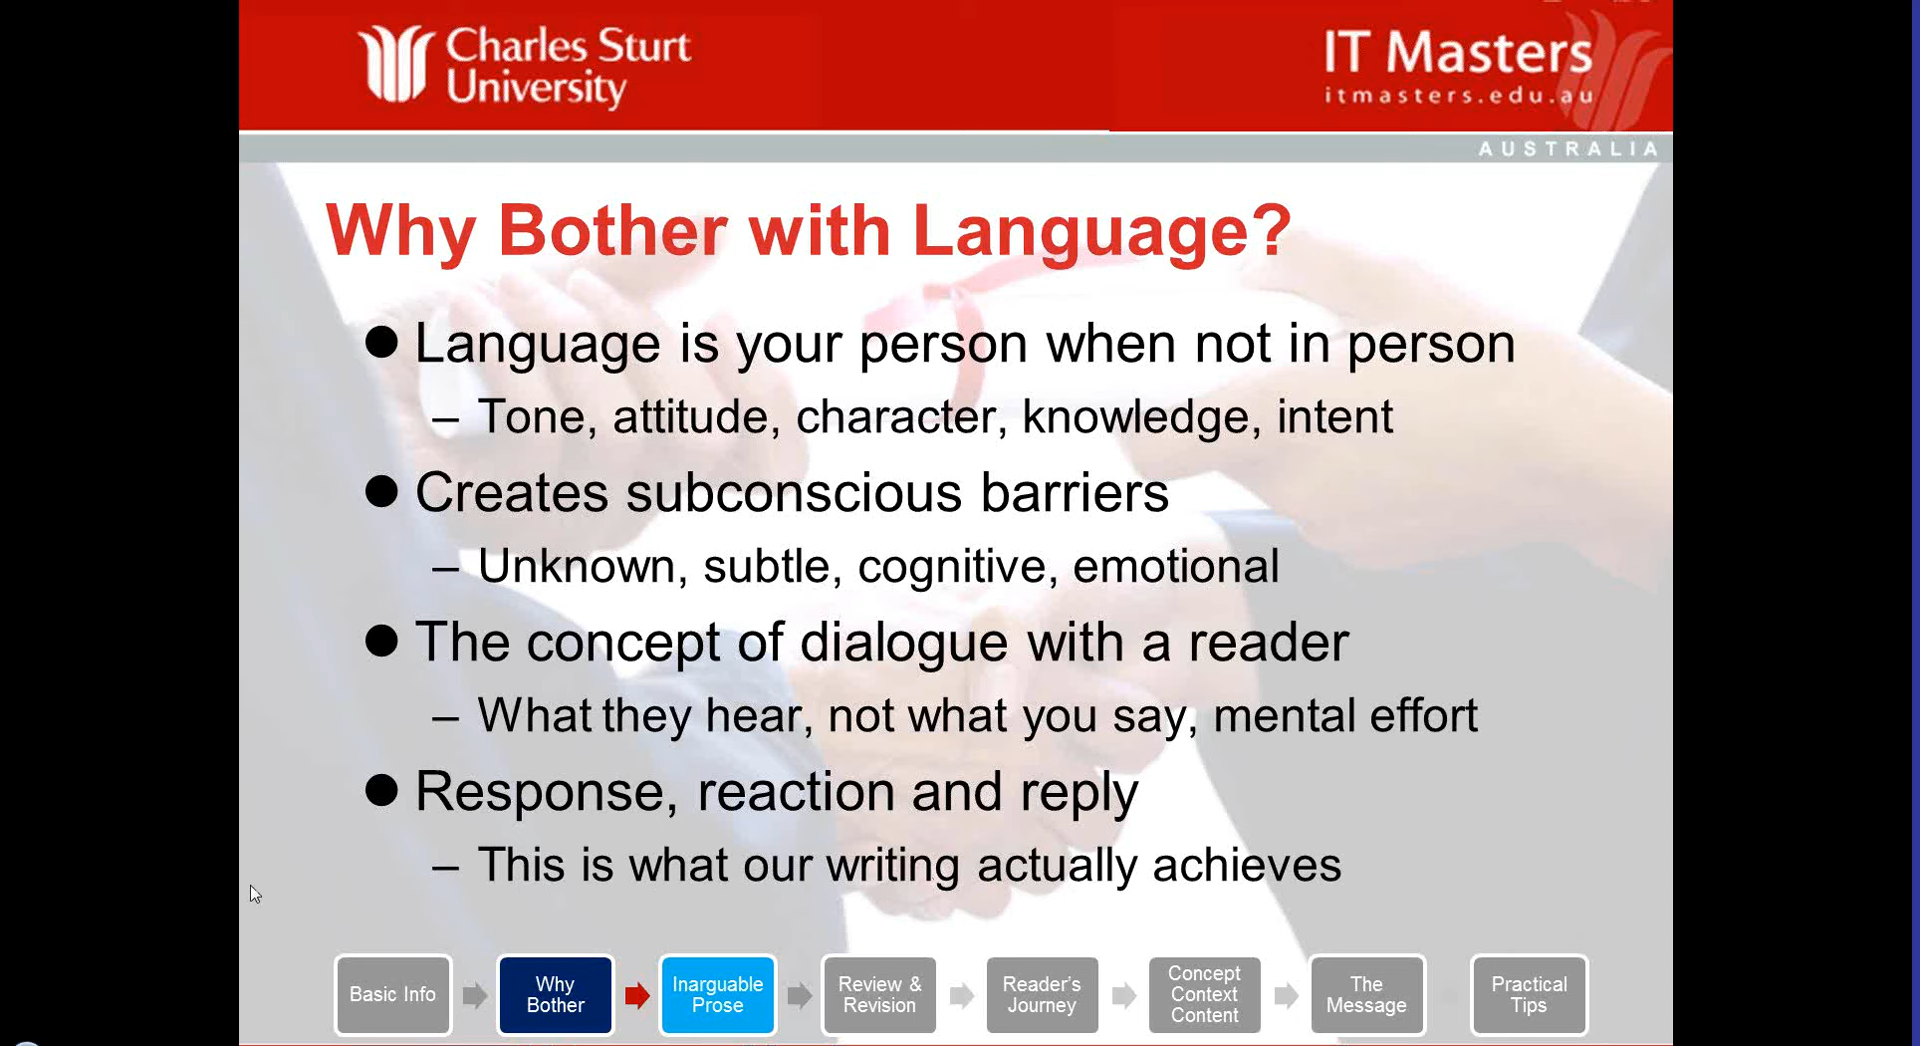 Charles Sturt
University
IT Masters
itmasters.edu.au
AUSTRALIA
Why Bother with Language?
● Language is your person when not in person
– Tone, attitude, character, knowledge, intent
● Creates subconscious barriers
– Unknown, subtle, cognitive, emotional
● The concept of dialogue with a reader
– What they hear, not what you say, mental effort
● Response, reaction and reply
– This is what our writing actually achieves
Basic Info
Why
Bother
Inarguable
Prose
Review &
Revision
Reader's
Journey
Concept
Context
Content
The
Message
Practical
Tips